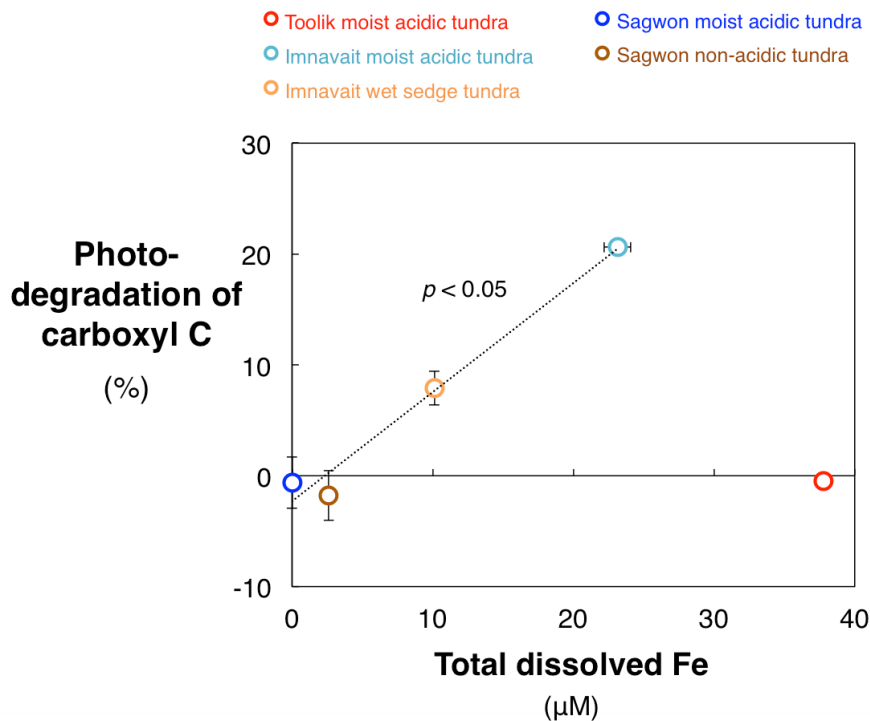 Toolik moist acidic tundra
Sagwon moist acidic tundra
Imnavait moist acidic tundra
Sagwon non-acidic tundra
Imnavait wet sedge tundra
30
20
10
0
-10
Photo-
degradation of
carboxyl C
(%)
p < 0.05
0 10 20 30 40
Total dissolved Fe
(µM)